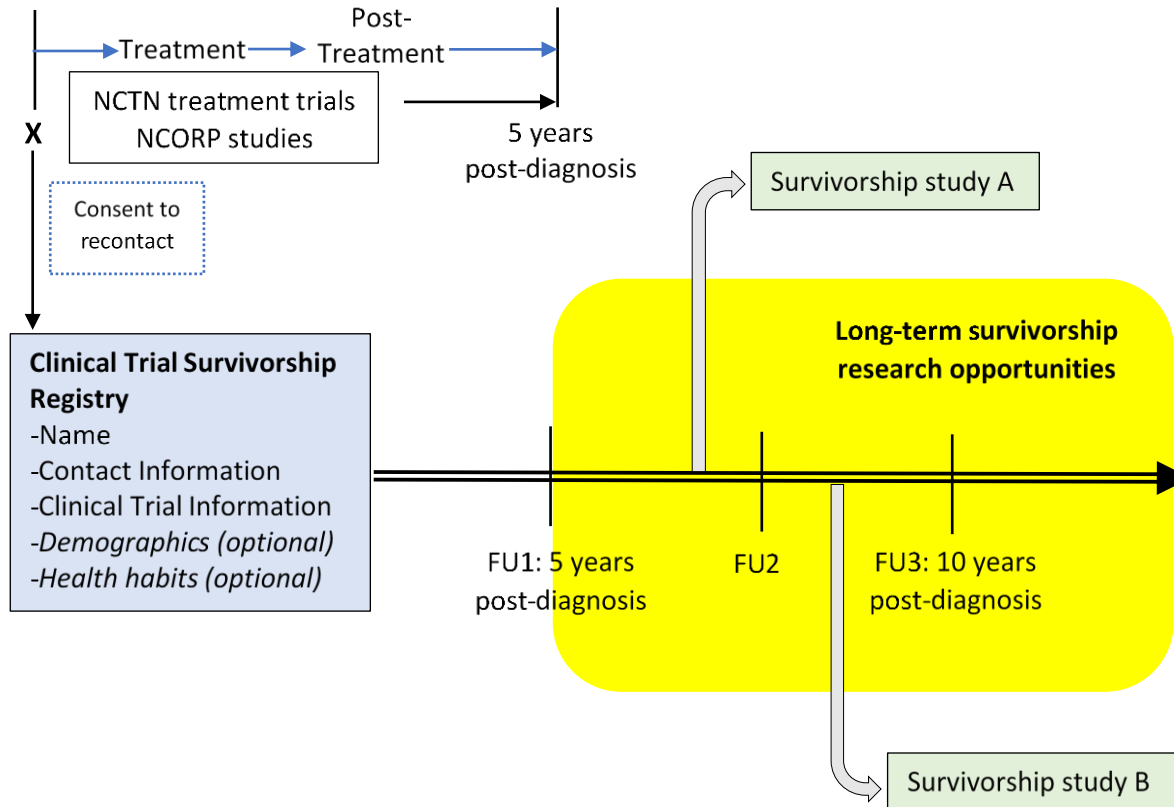 Treatment
Post-
Treatment
NCTN treatment trials
NCORP studies
X
5 years
post-diagnosis
Consent to
recontact
Survivorship study A
Clinical Trial Survivorship
Registry
-Name
-Contact Information
-Clinical Trial Information
-Demographics (optional)
-Health habits (optional)
Long-term survivorship
research opportunities
FU1: 5 years
post-diagnosis
FU2
FU3: 10 years
post-diagnosis
Survivorship study B